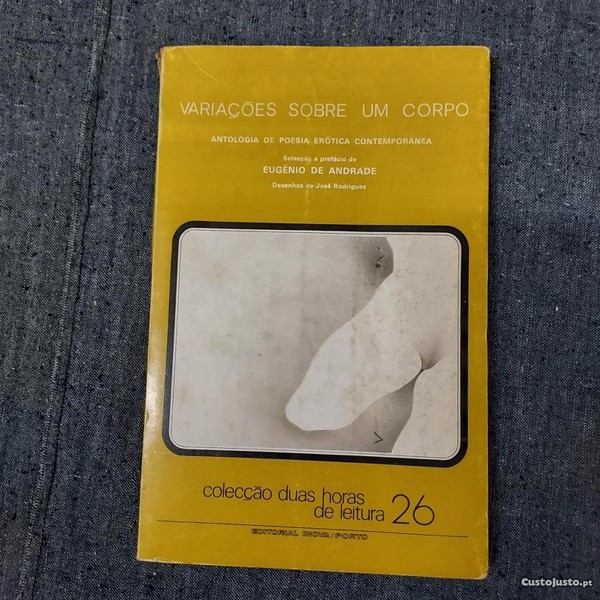 VARIAÇÕES SOBRE UM CORPO
ANTOLOGIA DE POESIA ERÓTICA CONTEMPORÂNEA
Selecção e prefácio de
EUGÉNIO DE ANDRADE
Desenhos de José Rodrigues
colecção duas horas
de leitura 26
EDITORIAL INOVA/PORTO
CustoJusto.pt